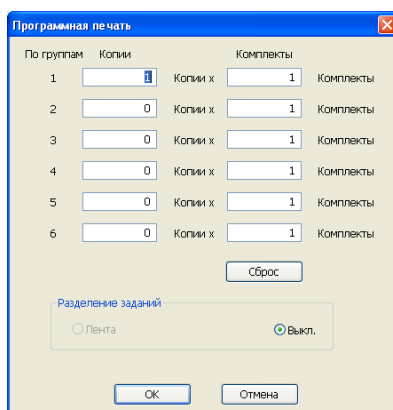 Программная печать
По группам Копии Комплекты
1 1 Копии x 1 Комплекты
2 0 Копии x 1 Комплекты
3 0 Копии x 1 Комплекты
4 0 Копии x 1 Комплекты
5 0 Копии x 1 Комплекты
6 0 Копии x 1 Комплекты
Сброс
Разделение заданий
Лента Выкл.
OK Отмена